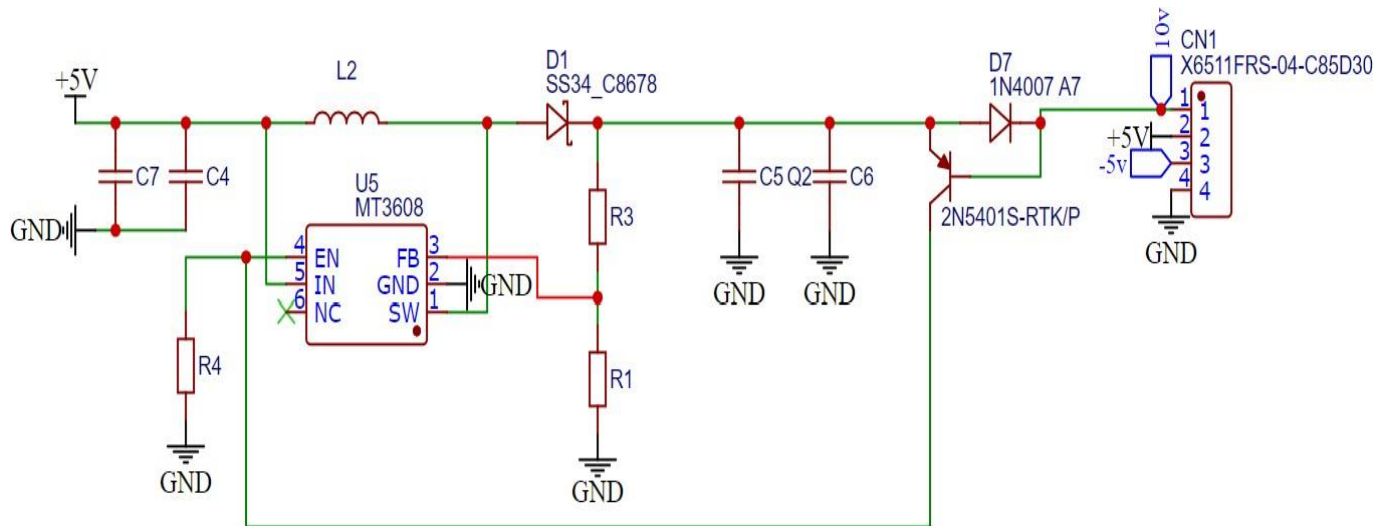 10v
CN1
X6511FRS-04-C85D30
D1
SS34_C8678
D7
1N4007 A7
L2
+5V
1 1
+5V 2 2
-5v 3 3
4 4
C7
C4
C5
Q2
C6
U5
MT3608
R3
2N5401S-RTK/P
GND
GND
4 EN FB 3
5 IN GND 2 GND
6 NC SW 1
GND
GND
R4
R1
GND
GND